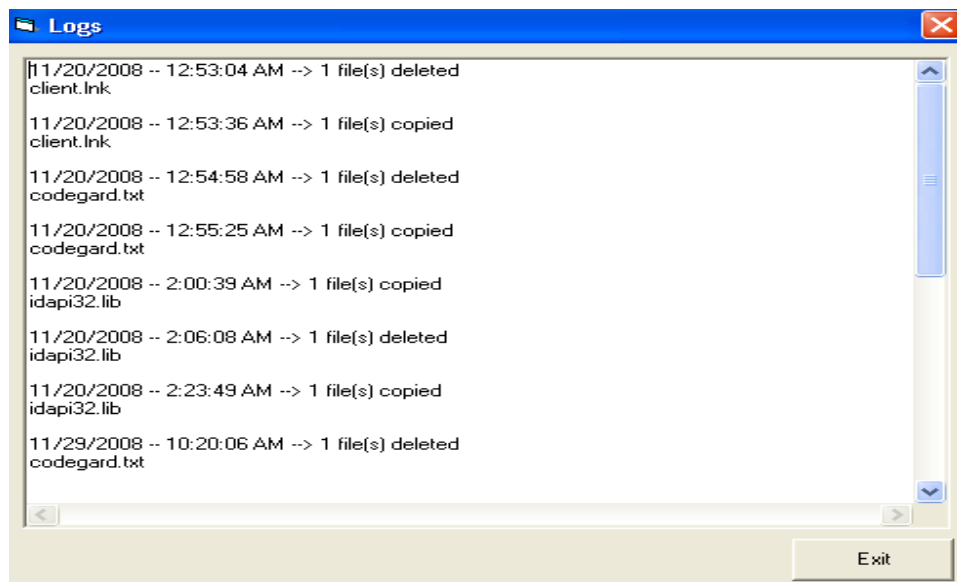 Logs
11/20/2008 -- 12:53:04 AM --> 1 file(s) deleted
client.lnk
11/20/2008 -- 12:53:36 AM --> 1 file(s) copied
client.lnk
11/20/2008 -- 12:54:58 AM --> 1 file(s) deleted
codegard.txt
11/20/2008 -- 12:55:25 AM --> 1 file(s) copied
codegard.txt
11/20/2008 -- 2:00:39 AM --> 1 file(s) copied
idapi32.lib
11/20/2008 -- 2:06:08 AM --> 1 file(s) deleted
idapi32.lib
11/20/2008 -- 2:23:49 AM --> 1 file(s) copied
idapi32.lib
11/29/2008 -- 10:20:06 AM --> 1 file(s) deleted
codegard.txt
Exit